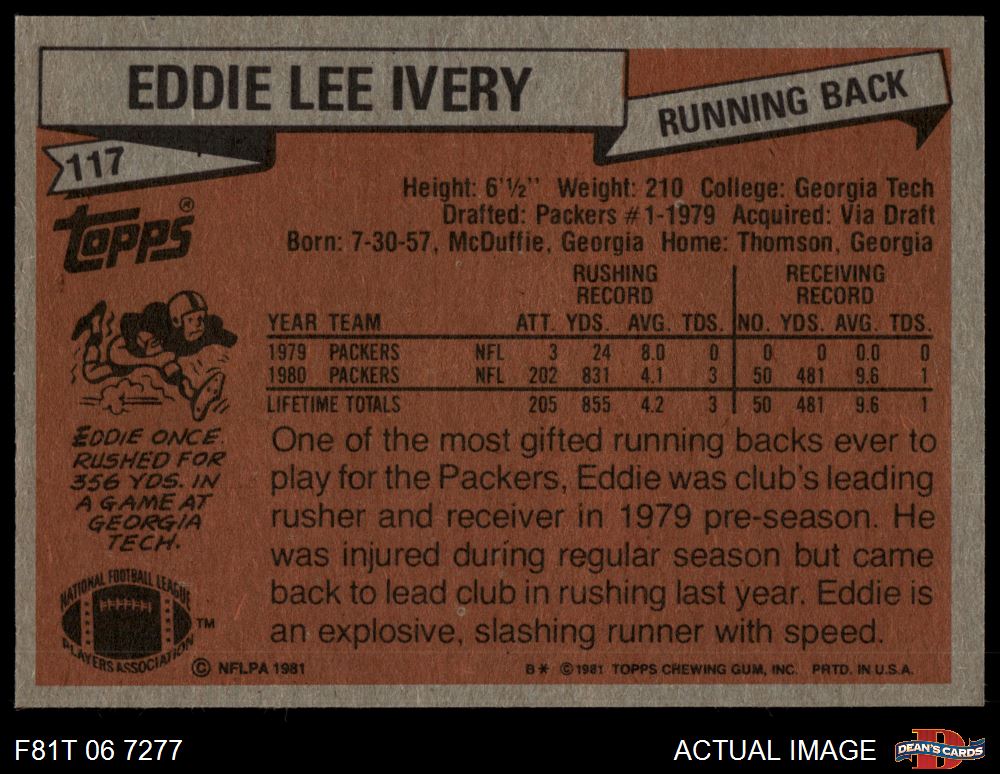 EDDIE LEE IVERY
RUNNING BACK
117
Topps®
Height: 6'½" Weight: 210 College: Georgia Tech
Drafted: Packers #1-1979 Acquired: Via Draft
Born: 7-30-57, McDuffie, Georgia Home: Thomson, Georgia
RUSHING RECORD RECEIVING RECORD
YEAR TEAM ATT. YDS. AVG. TDS. NO. YDS. AVG. TDS.
1979 PACKERS NFL 3 24 8.0 0 0 0 0.0 0
1980 PACKERS NFL 202 831 4.1 3 50 481 9.6 1
LIFETIME TOTALS 205 855 4.2 3 50 481 9.6 1
EDDIE ONCE
RUSHED FOR
356 YDS. IN
A GAME AT
GEORGIA
TECH.
One of the most gifted running backs ever to
play for the Packers, Eddie was club's leading
rusher and receiver in 1979 pre-season. He
was injured during regular season but came
back to lead club in rushing last year. Eddie is
an explosive, slashing runner with speed.
NATIONAL FOOTBALL LEAGUE
PLAYERS ASSOCIATION
TM
© NFLPA 1981
B* © 1981 TOPPS CHEWING GUM, INC. PRTD. IN U.S.A.
F81T 06 7277
ACTUAL IMAGE
DEAN'S CARDS